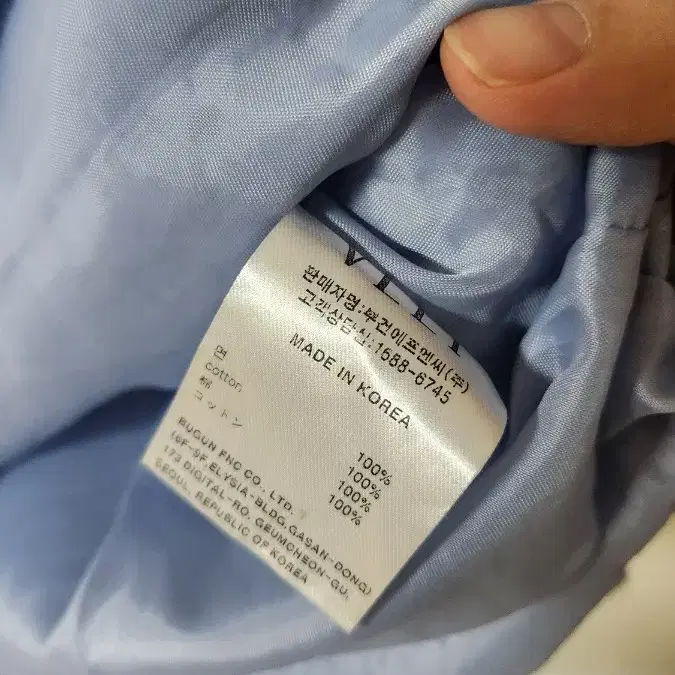 판매자명:부건에프엔씨(주)
고객상담실:1688-6745
MADE IN KOREA
면 100%
cotton 100%
棉 100%
コットン 100%
BUGUN FNC CO., LTD.
(6F-9F,ELYSIA-BLDG,GASAN-DONG)
173 DIGITAL-RO, GEUMCHEON-GU,
SEOUL, REPUBLIC OF KOREA